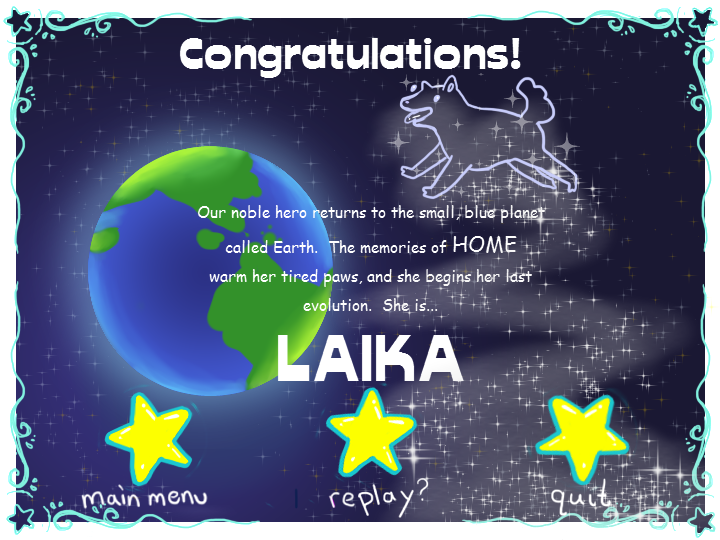 Congratulations!
Our noble hero returns to the small, blue planet
called Earth. The memories of HOME
warm her tired paws, and she begins her last
evolution. She is...
LAIKA
main menu
replay?
quit